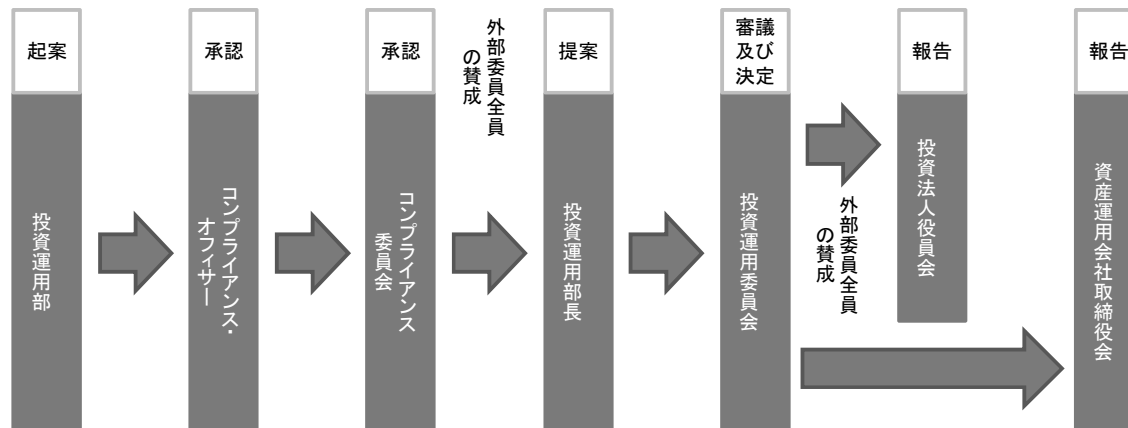 起案
投資運用部
承認
コンプライアンス・
オフィサー
承認
コンプライアンス
委員会
外部委員全員
の賛成
提案
投資運用部長
審議
及び
決定
投資運用委員会
外部委員全員
の賛成
報告
投資法人役員会
報告
資産運用会社取締役会